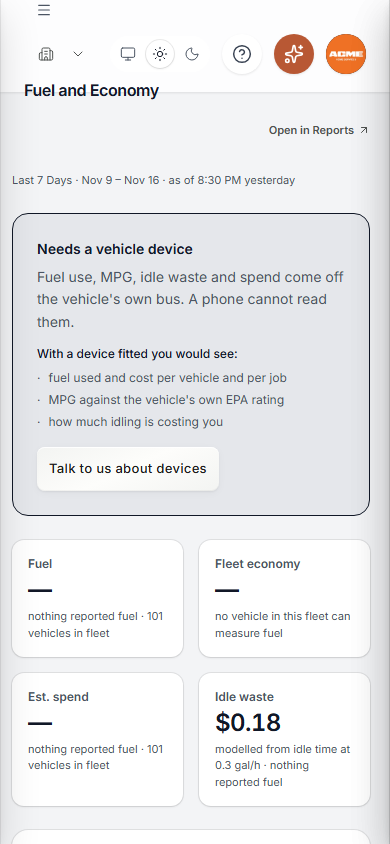 ACME
Fuel and Economy
Open in Reports ↗
Last 7 Days · Nov 9 – Nov 16 · as of 8:30 PM yesterday
Needs a vehicle device
Fuel use, MPG, idle waste and spend come off
the vehicle's own bus. A phone cannot read
them.
With a device fitted you would see:
· fuel used and cost per vehicle and per job
· MPG against the vehicle's own EPA rating
· how much idling is costing you
Talk to us about devices
Fuel
—
nothing reported fuel · 101
vehicles in fleet
Fleet economy
—
no vehicle in this fleet can
measure fuel
Est. spend
—
nothing reported fuel · 101
vehicles in fleet
Idle waste
$0.18
modelled from idle time at
0.3 gal/h · nothing
reported fuel